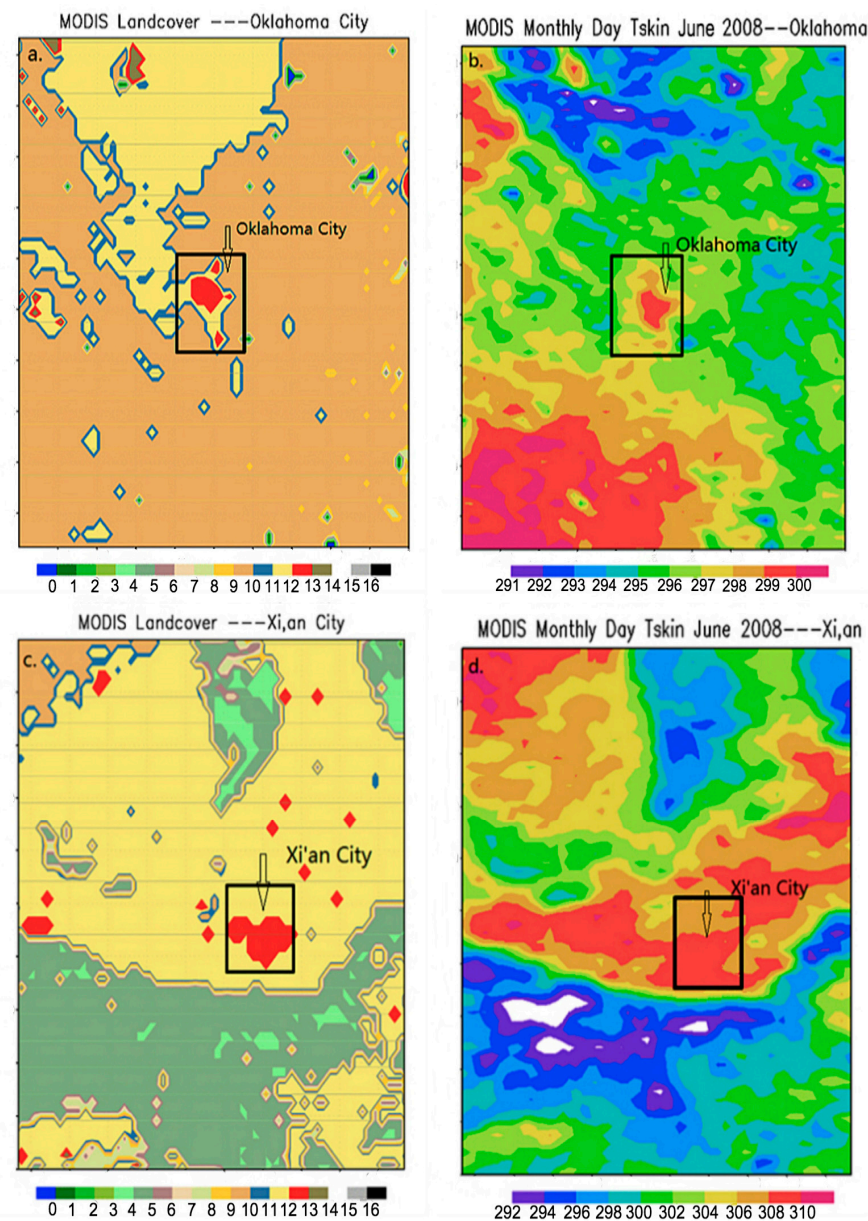 MODIS Landcover ---Oklahoma City
a.
Oklahoma City
0 1 2 3 4 5 6 7 8 9 10 11 12 13 14 15 16
MODIS Monthly Day Tskin June 2008--Oklahoma
b.
Oklahoma City
291 292 293 294 295 296 297 298 299 300
MODIS Landcover ---Xi,an City
c.
Xi'an City
0 1 2 3 4 5 6 7 8 9 10 11 12 13 14 15 16
MODIS Monthly Day Tskin June 2008---Xi,an
d.
Xi'an City
292 294 296 298 300 302 304 306 308 310